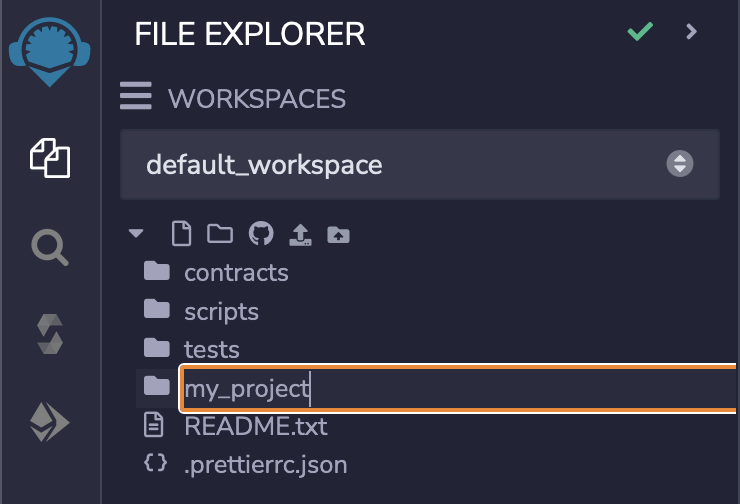 FILE EXPLORER
WORKSPACES
default_workspace
contracts
scripts
tests
my_project
README.txt
.prettierrc.json